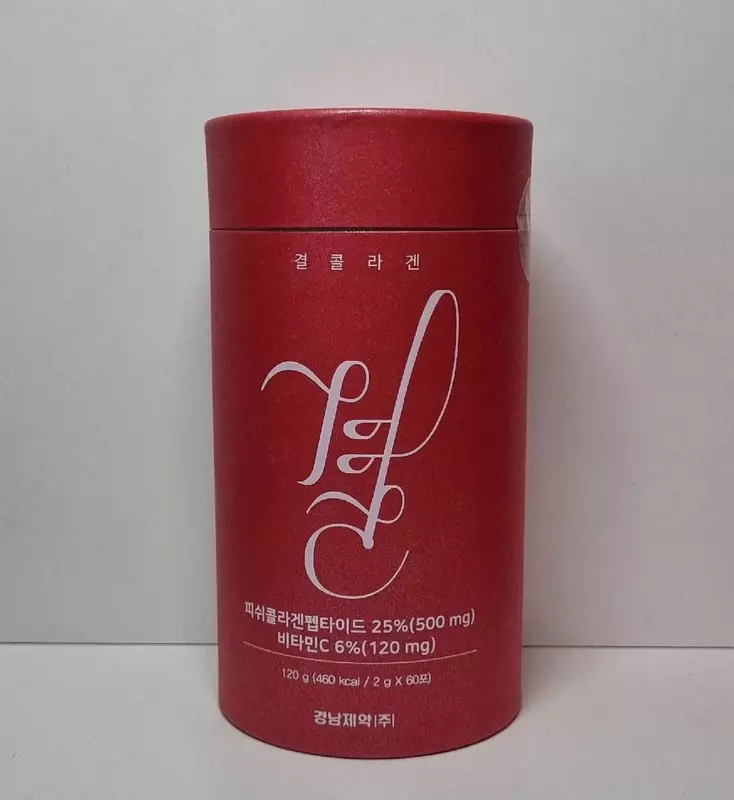 결콜라겐
결
피쉬콜라겐펩타이드 25%(500 mg)
비타민C 6%(120 mg)
120 g (460 kcal / 2 g X 60포)
경남제약(주)